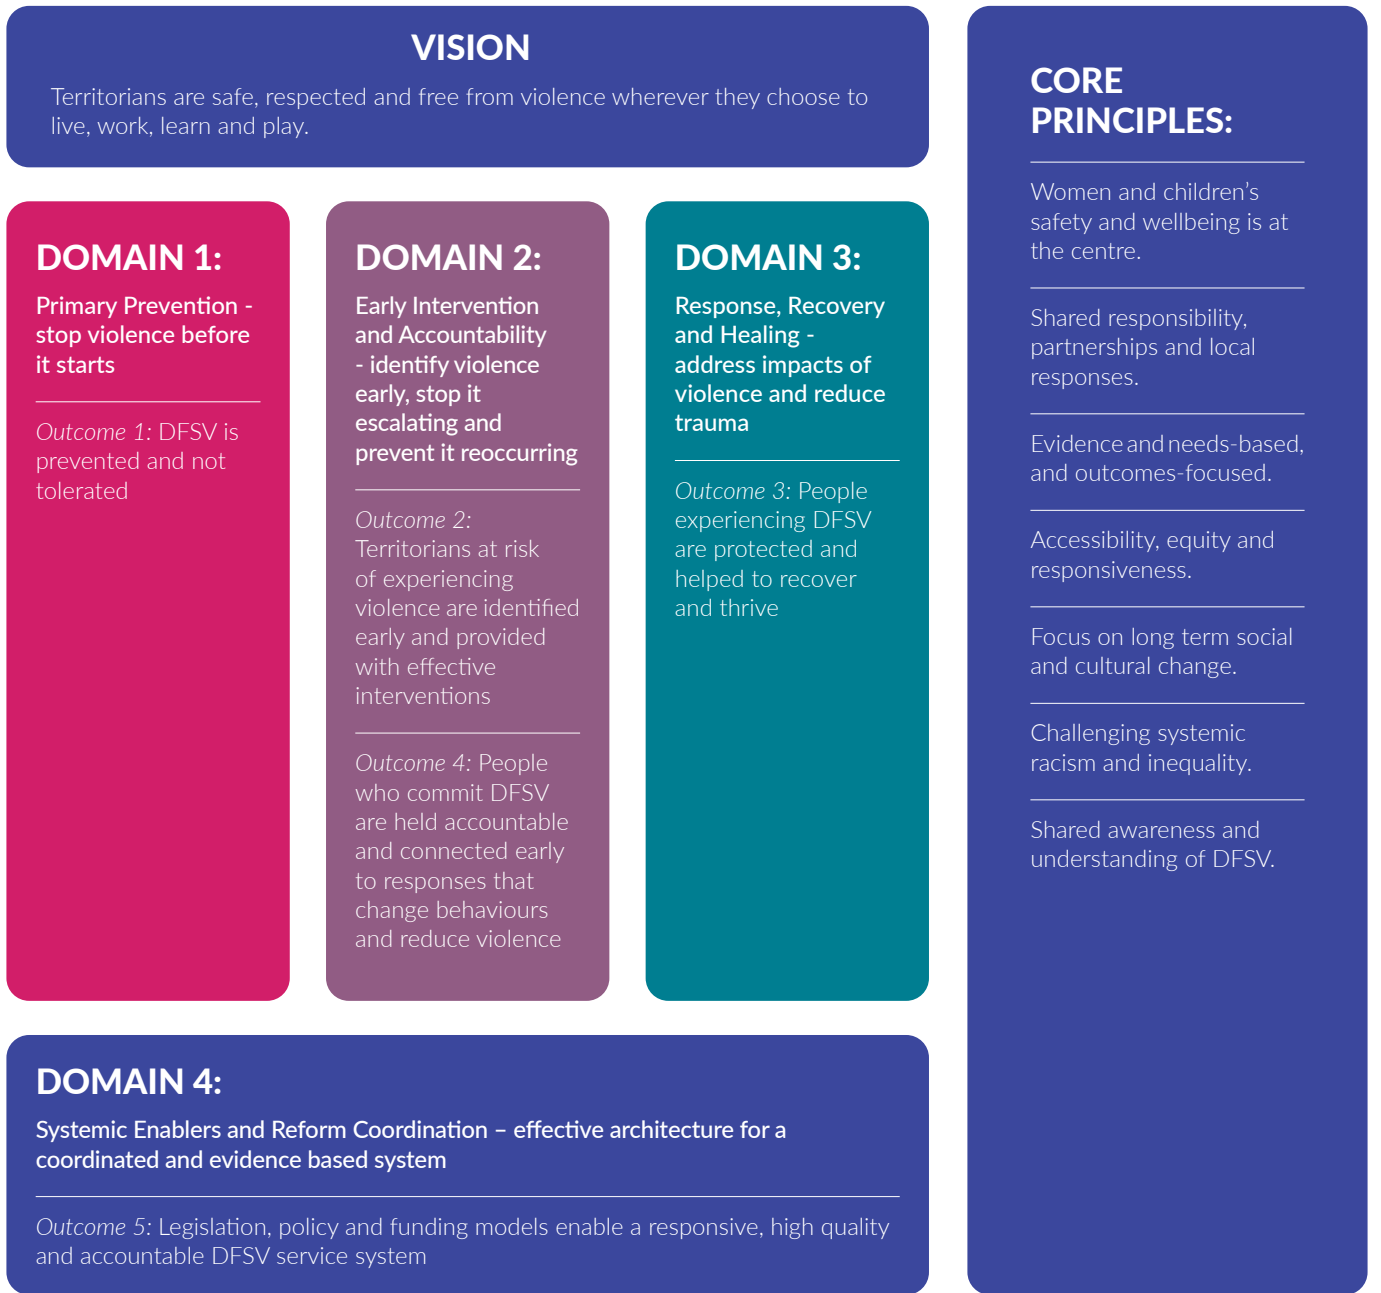 VISION
Territorians are safe, respected and free from violence wherever they choose to
live, work, learn and play.
DOMAIN 1:
Primary Prevention -
stop violence before
it starts
Outcome 1: DFSV is
prevented and not
tolerated
DOMAIN 2:
Early Intervention
and Accountability
- identify violence
early, stop it
escalating and
prevent it reoccurring
Outcome 2:
Territorians at risk
of experiencing
violence are identified
early and provided
with effective
interventions
Outcome 4: People
who commit DFSV
are held accountable
and connected early
to responses that
change behaviours
and reduce violence
DOMAIN 3:
Response, Recovery
and Healing -
address impacts of
violence and reduce
trauma
Outcome 3: People
experiencing DFSV
are protected and
helped to recover
and thrive
DOMAIN 4:
Systemic Enablers and Reform Coordination – effective architecture for a
coordinated and evidence based system
Outcome 5: Legislation, policy and funding models enable a responsive, high quality
and accountable DFSV service system
CORE
PRINCIPLES:
Women and children’s
safety and wellbeing is at
the centre.
Shared responsibility,
partnerships and local
responses.
Evidence and needs-based,
and outcomes-focused.
Accessibility, equity and
responsiveness.
Focus on long term social
and cultural change.
Challenging systemic
racism and inequality.
Shared awareness and
understanding of DFSV.